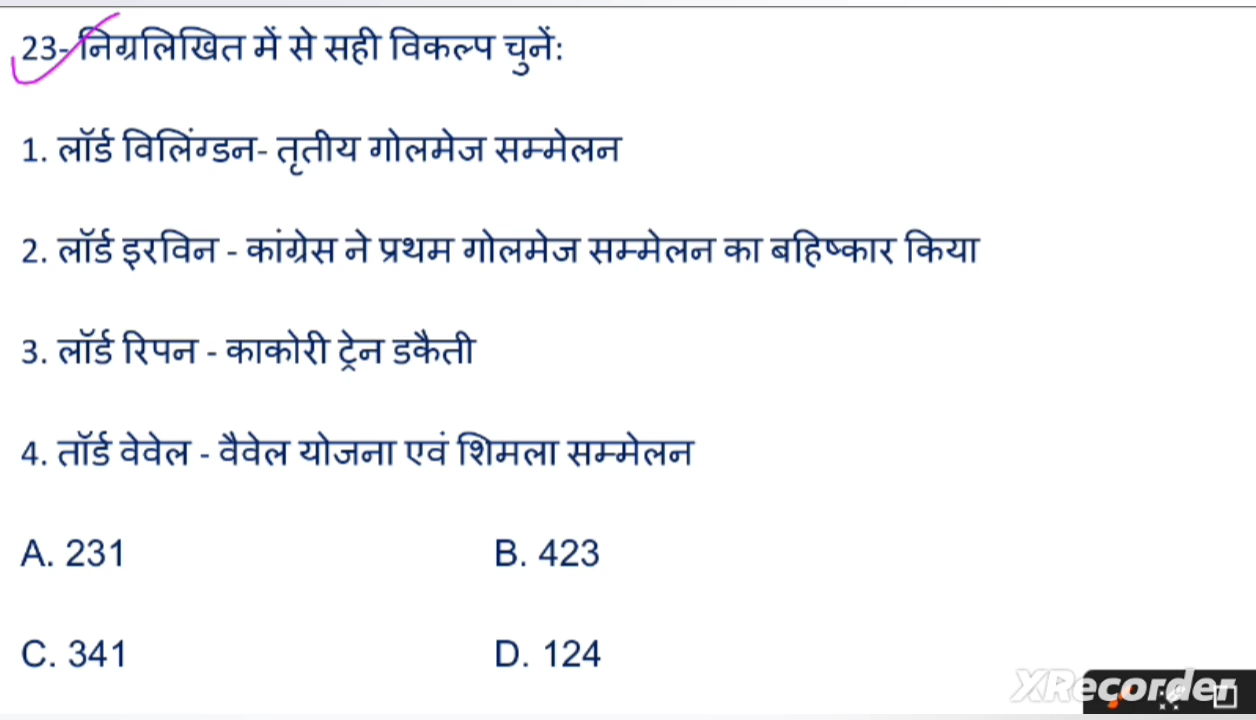 23- निग्रलिखित में से सही विकल्प चुनें:
1. लॉर्ड विलिंग्डन- तृतीय गोलमेज सम्मेलन
2. लॉर्ड इरविन - कांग्रेस ने प्रथम गोलमेज सम्मेलन का बहिष्कार किया
3. लॉर्ड रिपन - काकोरी ट्रेन डकैती
4. तॉर्ड वेवेल - वैवेल योजना एवं शिमला सम्मेलन
A. 231 B. 423
C. 341 D. 124
XRecorder